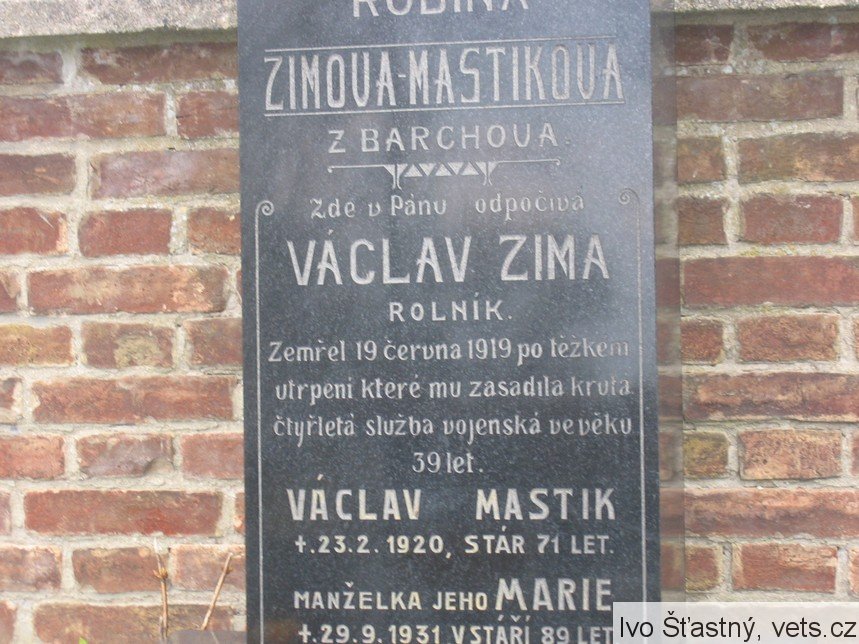 RODINA
ZIMOVA-MASTIKOVA
Z BARCHOVA.
Zde v Pánu odpočivá
VÁCLAV ZIMA
ROLNÍK.
Zemřel 19 června 1919 po těžkém
utrpení které mu zasadila krutá
čtyřletá služba vojenská ve věku
39 let.
VÁCLAV MASTIK
+.23.2. 1920, STÁR 71 LET.
MANŽELKA JEHO MARIE
+.29.9.1931 V STÁŘÍ 89 LET
Ivo Šťastný, vets.cz